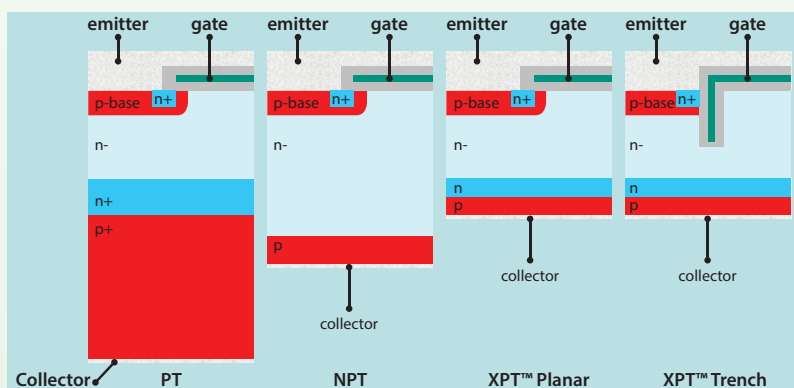 emitter gate emitter gate emitter gate emitter gate
p-base n+ p-base n+ p-base n+ p-base n+
n- n- n- n-
n+ n n
p+ p p p
collector collector
collector
Collector PT NPT XPT™ Planar XPT™ Trench